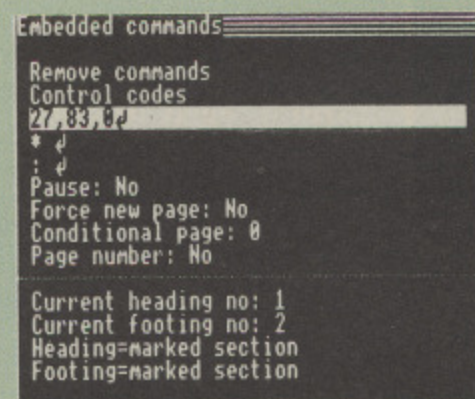 Embedded commands
Remove commands
Control codes
27,83,0↲
* ↲
: ↲
Pause: No
Force new page: No
Conditional page: 0
Page number: No
Current heading no: 1
Current footing no: 2
Heading=marked section
Footing=marked section